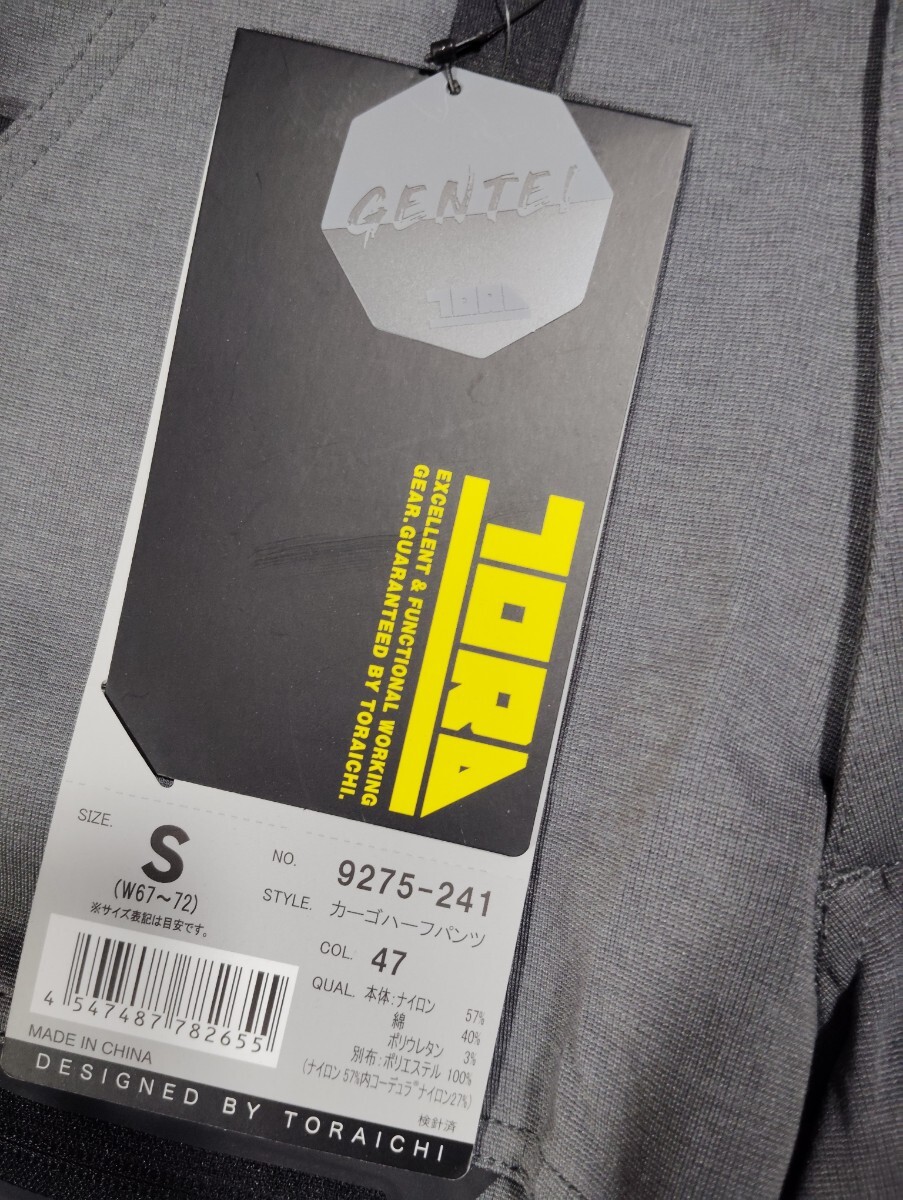 GENTEI
TORA
TORA
EXCELLENT & FUNCTIONAL WORKING
GEAR.GUARANTEED BY TORAICHI.
SIZE. S
(W67～72)
※サイズ表記は目安です。
NO. 9275-241
STYLE. カーゴハーフパンツ
COL. 47
QUAL. 本体:ナイロン 57%
綿 40%
ポリウレタン 3%
別布:ポリエステル 100%
(ナイロン57%内コーデュラ®ナイロン27%)
4 547487 782655
MADE IN CHINA
検針済
DESIGNED BY TORAICHI